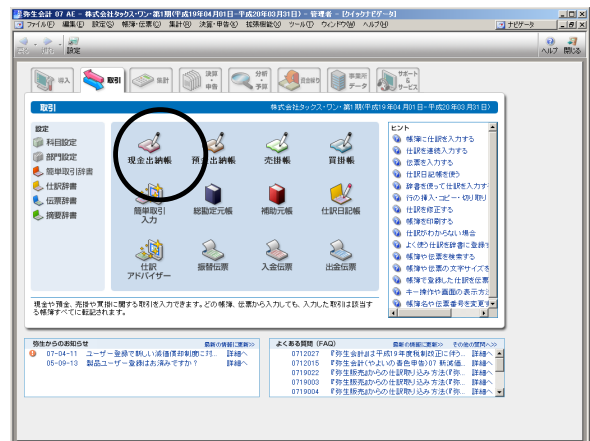 弥生会計 07 AE - 株式会社タックス・ワン・第1期(平成19年04月01日-平成20年03月31日) - 管理者 - [クイックナビゲータ]
ファイル(F) 編集(E) 設定(S) 帳簿・伝票(C) 集計(R) 決算・申告(K) 拡張機能(X) ツール(T) ウィンドウ(W) ヘルプ(H)
ナビゲータ
戻る 設定 ヘルプ 閉じる
導入 取引 集計 決算・申告 分析・予算 資金繰り 事業所データ サポート&サービス
取引 株式会社タックス・ワン・第1期(平成19年04月01日-平成20年03月31日)
設定
科目設定
部門設定
簡単取引辞書
仕訳辞書
伝票辞書
摘要辞書
現金出納帳 預金出納帳 売掛帳 買掛帳
簡単取引入力 総勘定元帳 補助元帳 仕訳日記帳
仕訳アドバイザー 振替伝票 入金伝票 出金伝票
ヒント
帳簿に仕訳を入力する
仕訳を連続入力する
伝票を入力する
仕訳日記帳を使う
辞書を使って仕訳を入力す
行の挿入・コピー・切り取り
仕訳を修正する
帳簿を印刷する
仕訳がわからない場合
よく使う仕訳を辞書に登録す
帳簿や伝票を検索する
帳簿や伝票の文字サイズを
帳簿で登録した仕訳を伝票
キー操作や画面の表示方法
帳簿名や伝票番号を変更す
現金や預金、売掛や買掛に関する取引を入力できます。どの帳簿、伝票から入力しても、入力した取引は該当す
る帳簿すべてに転記されます。
弥生からのお知らせ 最新の情報に更新>>
07-04-11 ユーザー登録で新しい減価償却制度に対... 詳細へ
05-09-13 製品ユーザー登録はお済みですか? 詳細へ
よくある質問 (FAQ) 最新の情報に更新>> その他の質問へ>>
0712027 『弥生会計』は平成19年度税制改正に伴う... 詳細へ
0712015 『弥生会計(やよいの青色申告)07 新減価... 詳細へ
0719022 『弥生販売』からの仕訳取り込み方法(『弥... 詳細へ
0719003 『弥生販売』からの仕訳取り込み方法(『弥... 詳細へ
0719004 『弥生販売』からの仕訳取り込み方法(『弥... 詳細へ